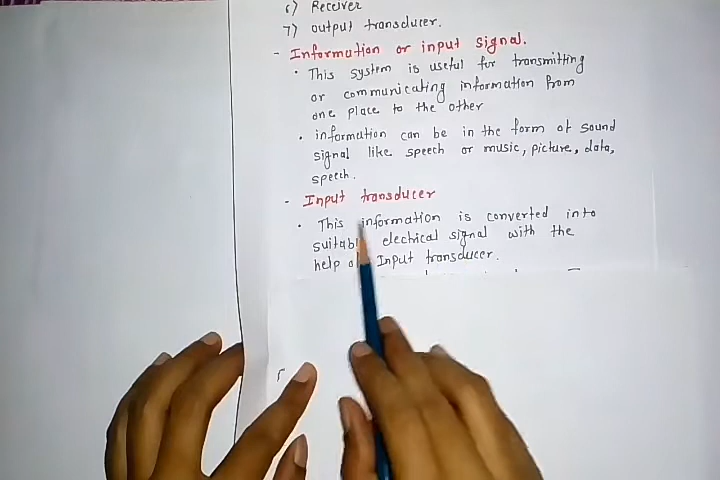 6) Receiver
7) output transducer.
- Information or input signal.
• This system is useful for transmitting
or communicating information from
one place to the other
• information can be in the form of sound
signal like speech or music, picture, data,
speech.
- Input transducer
• This information is converted into
suitabl electrical signal with the
help o Input transducer.